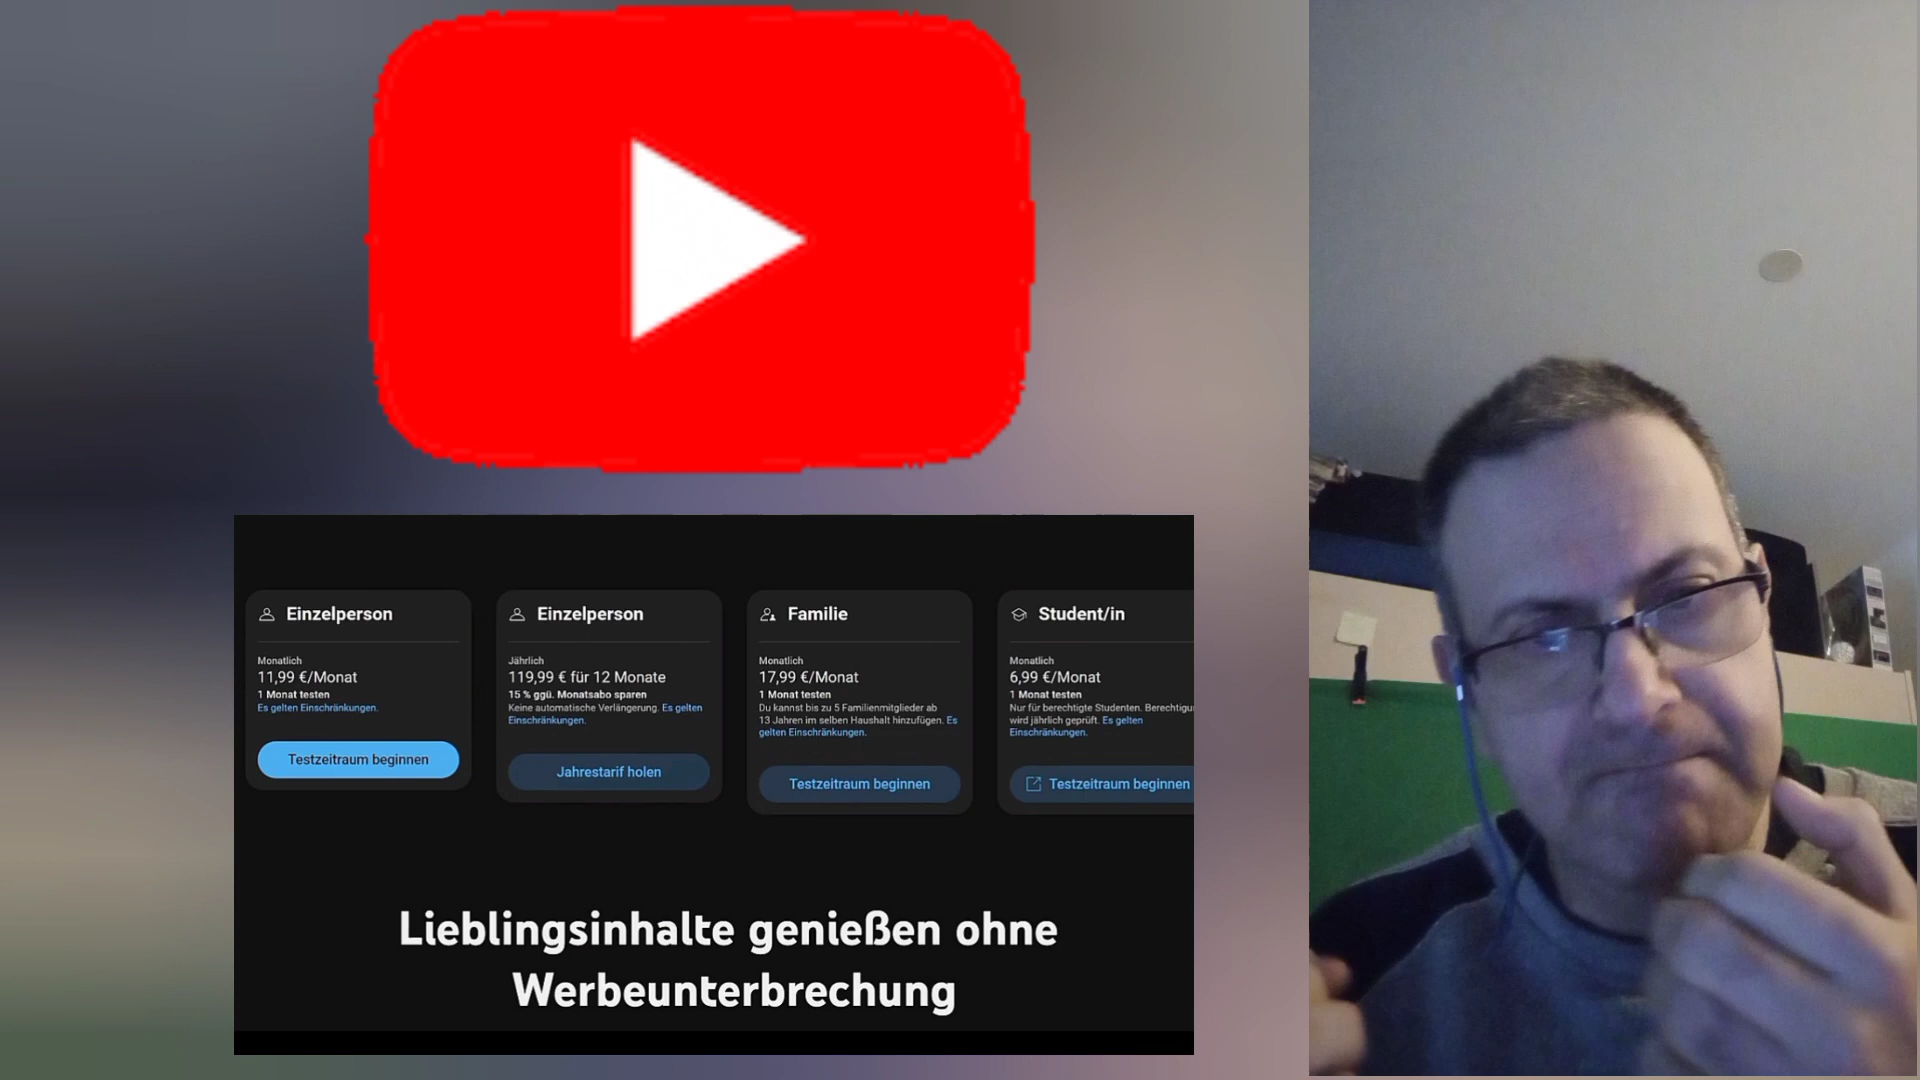 Einzelperson
Monatlich
11,99 €/Monat
1 Monat testen
Es gelten Einschränkungen.
Testzeitraum beginnen
Einzelperson
Jährlich
119,99 € für 12 Monate
15 % ggü. Monatsabo sparen
Keine automatische Verlängerung. Es gelten
Einschränkungen.
Jahrestarif holen
Familie
Monatlich
17,99 €/Monat
1 Monat testen
Du kannst bis zu 5 Familienmitglieder ab
13 Jahren im selben Haushalt hinzufügen. Es
gelten Einschränkungen.
Testzeitraum beginnen
Student/in
Monatlich
6,99 €/Monat
1 Monat testen
Nur für berechtigte Studenten. Berechtigu
wird jährlich geprüft. Es gelten
Einschränkungen.
Testzeitraum beginnen
Lieblingsinhalte genießen ohne
Werbeunterbrechung